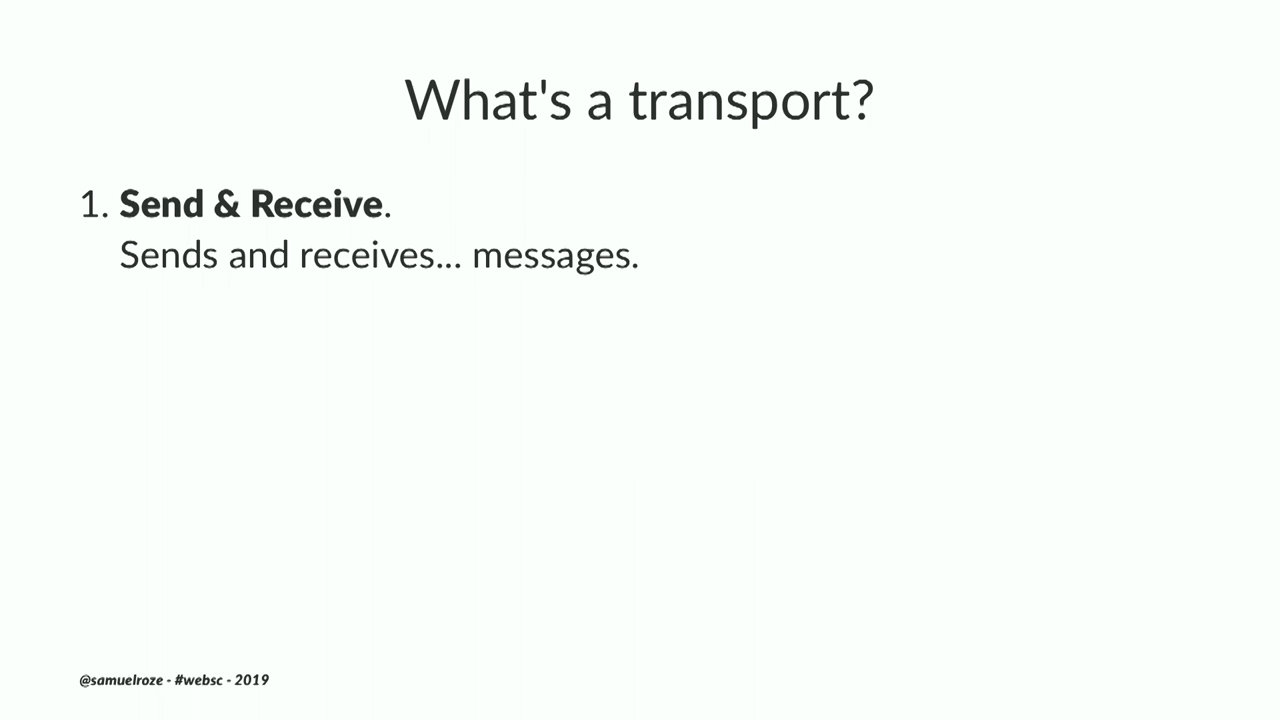 What's a transport?
1. Send & Receive.
Sends and receives... messages.
@samuelroze - #websc - 2019